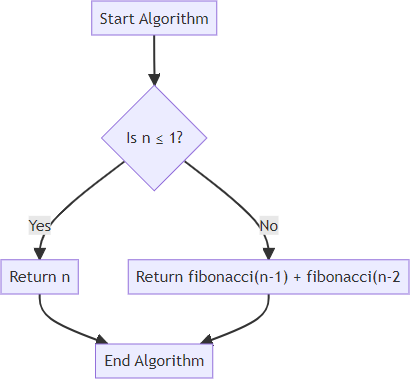 Start Algorithm
Is n ≤ 1?
Yes
No
Return n
Return fibonacci(n-1) + fibonacci(n-2
End Algorithm